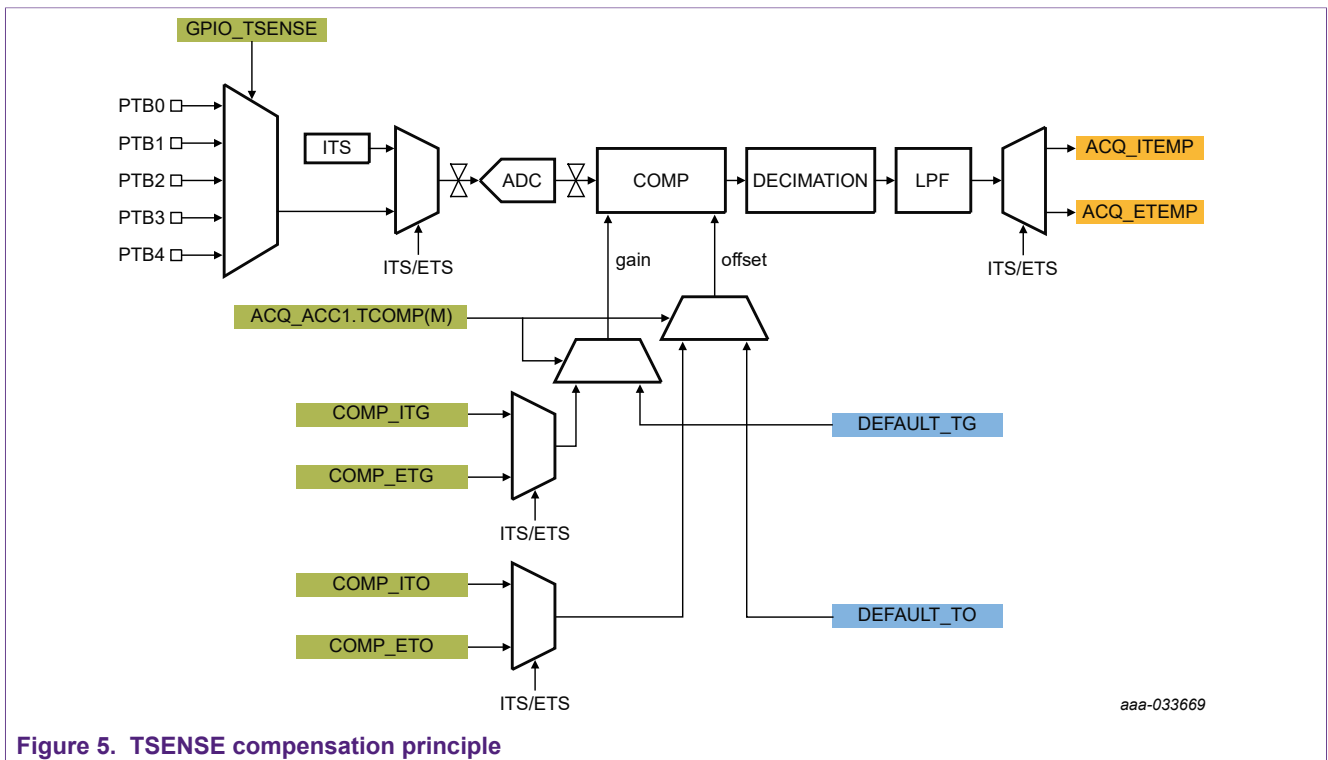 GPIO_TSENSE
PTB0
PTB1
PTB2
PTB3
PTB4
ITS
ITS/ETS
ADC
COMP
DECIMATION
LPF
ACQ_ITEMP
ACQ_ETEMP
ITS/ETS
gain
offset
ACQ_ACC1.TCOMP(M)
COMP_ITG
COMP_ETG
ITS/ETS
DEFAULT_TG
COMP_ITO
COMP_ETO
ITS/ETS
DEFAULT_TO
aaa-033669
Figure 5. TSENSE compensation principle